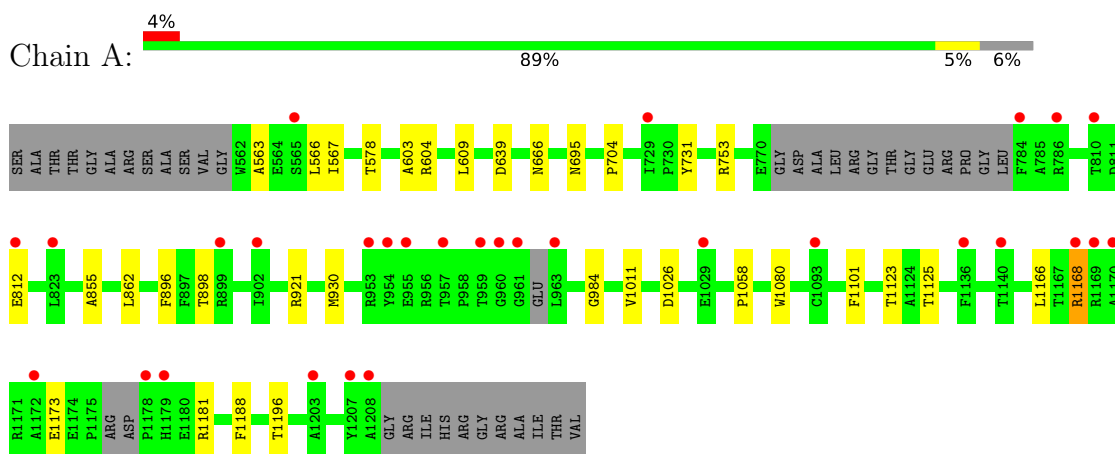 4%
Chain A:
89% 5% 6%
SER ALA THR THR GLY ALA ALA ARG SER ALA SER VAL GLY W562 A563 E564 S565 L566 I567 T578 A603 R604 L609 D639 N666 N695 P704 I729 P730 Y731 R753 E770 GLY ASP ALA LEU ARG GLY THR GLY GLU ARG PRO GLY LEU F784 A785 R786 T810 D811
E812 L823 A855 L862 F896 F897 T898 R899 I902 R921 M930 R953 Y954 E955 R956 T957 P958 T959 G960 G961 GLU L963 G984 V1011 D1026 E1029 P1058 W1080 C1093 F1101 T1123 A1124 T1125 F1136 T1140 L1166 T1167 R1168 R1169 A1170
R1171 A1172 E1173 E1174 P1175 ARG ASP P1178 H1179 E1180 R1181 F1188 T1196 A1203 Y1207 A1208 GLY ARG ILE HIS ARG GLY ARG ALA ILE THR VAL